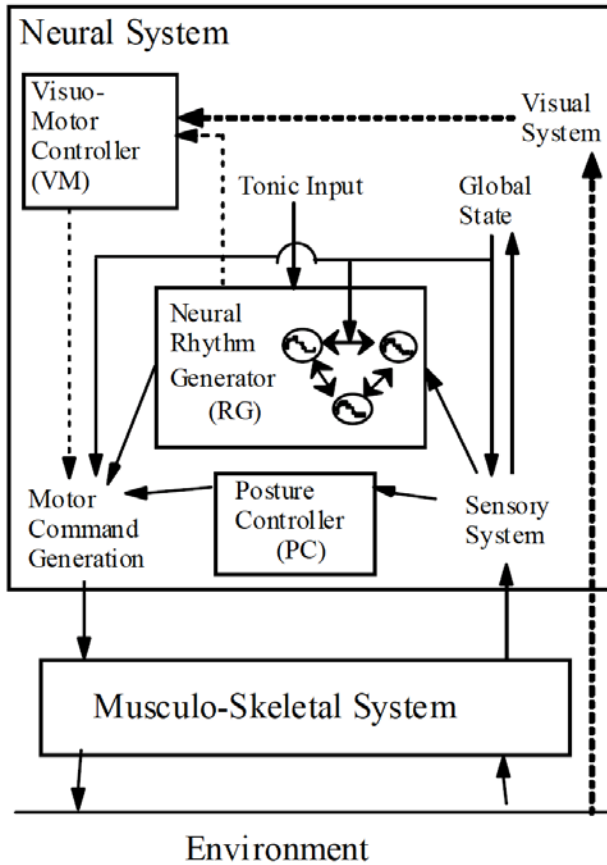 Neural System
Visuo-
Motor
Controller
(VM)
Visual
System
Tonic Input
Global
State
Neural
Rhythm
Generator
(RG)
Motor
Command
Generation
Posture
Controller
(PC)
Sensory
System
Musculo-Skeletal System
Environment